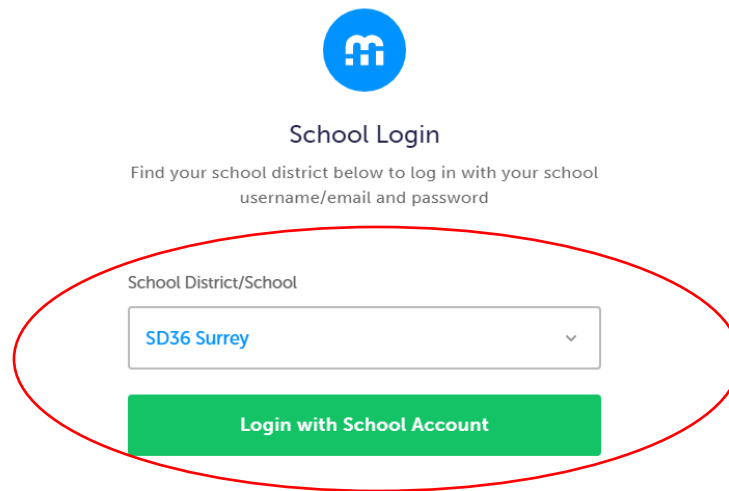 School Login
Find your school district below to log in with your school
username/email and password
School District/School
SD36 Surrey
Login with School Account